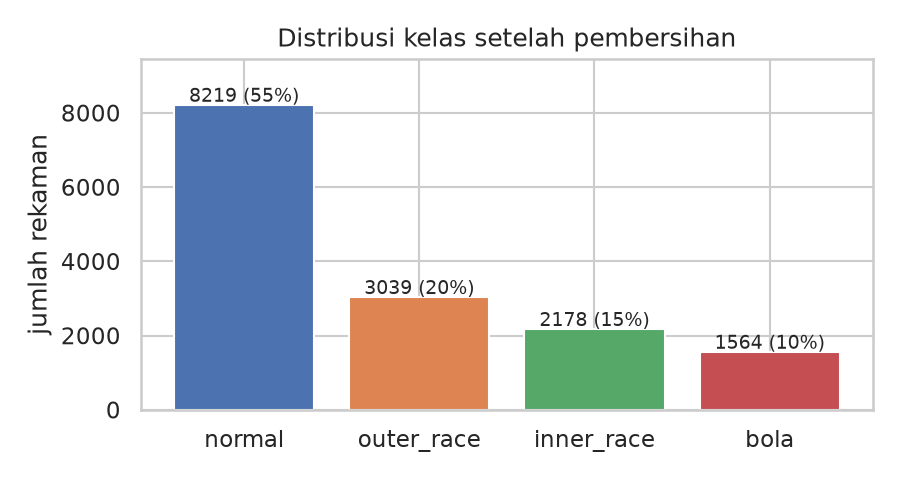 Distribusi kelas setelah pembersihan
jumlah rekaman
8000
6000
4000
2000
0
8219 (55%)
3039 (20%)
2178 (15%)
1564 (10%)
normal
outer_race
inner_race
bola